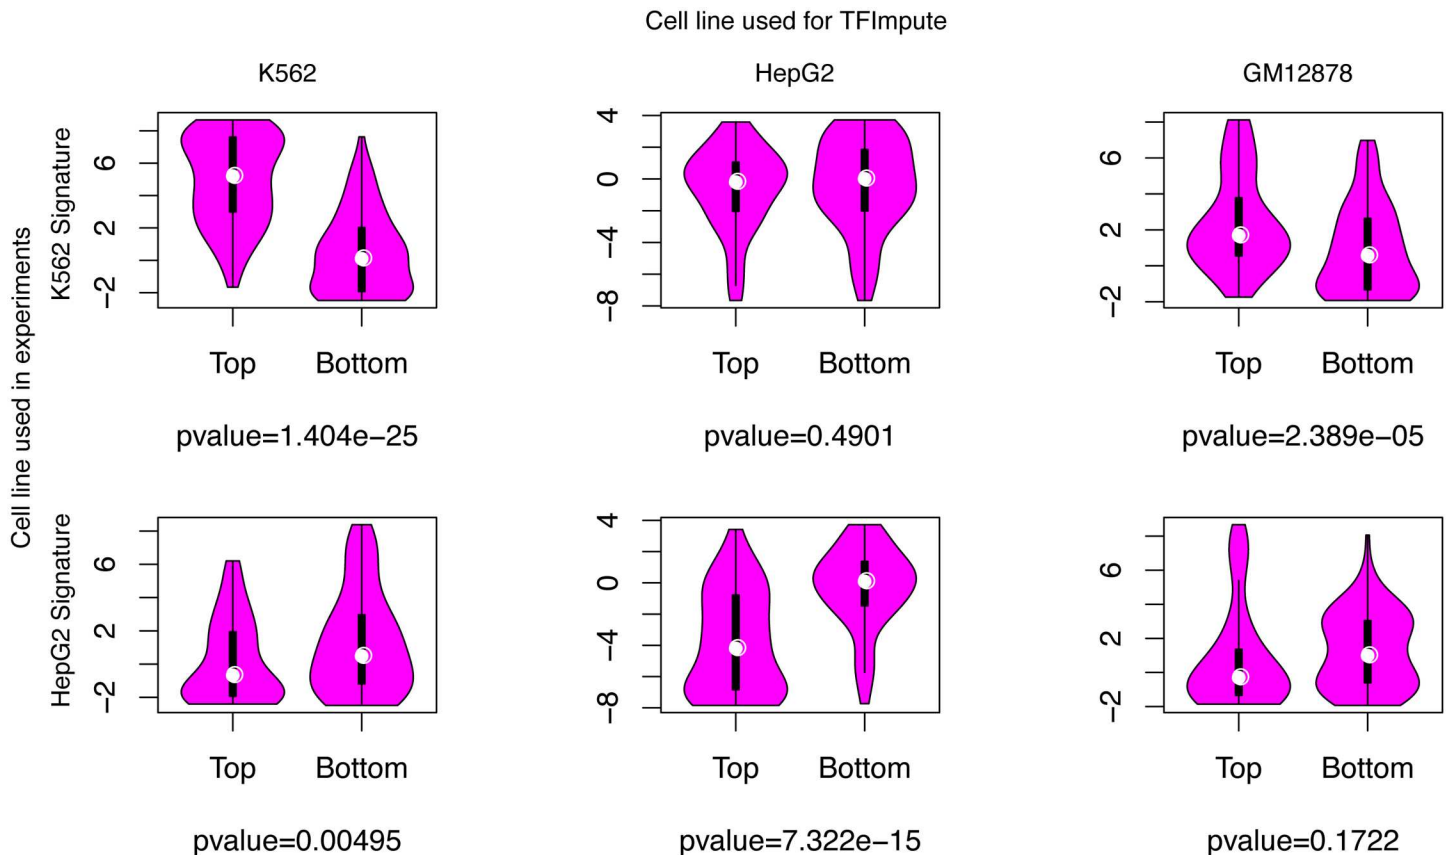 Cell line used for TFImpute
K562
HepG2
GM12878
Cell line used in experiments
K562 Signature
6
2
−2
Top Bottom
pvalue=1.404e−25
4
0
−4
−8
Top Bottom
pvalue=0.4901
6
2
−2
Top Bottom
pvalue=2.389e−05
HepG2 Signature
6
2
−2
Top Bottom
pvalue=0.00495
4
0
−4
−8
Top Bottom
pvalue=7.322e−15
6
2
−2
Top Bottom
pvalue=0.1722